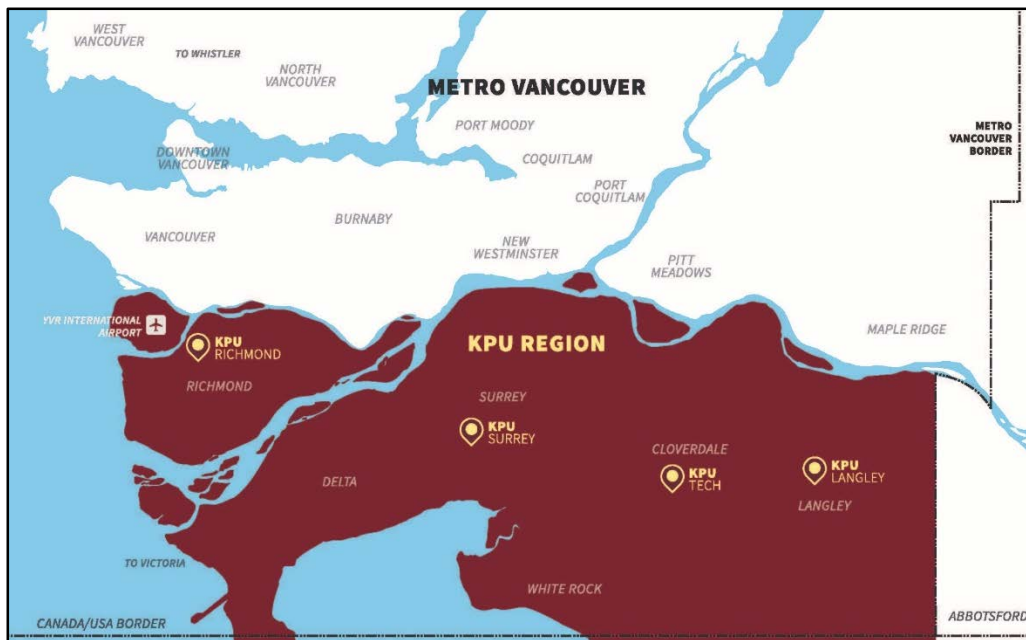 WEST
VANCOUVER
TO WHISTLER
NORTH
VANCOUVER
METRO VANCOUVER
PORT MOODY
METRO
VANCOUVER
BORDER
DOWNTOWN
VANCOUVER
COQUITLAM
PORT
COQUITLAM
BURNABY
VANCOUVER
NEW
WESTMINSTER
PITT
MEADOWS
YVR INTERNATIONAL
AIRPORT
KPU
RICHMOND
KPU REGION
MAPLE RIDGE
RICHMOND
SURREY
KPU
SURREY
CLOVERDALE
KPU
TECH
KPU
LANGLEY
DELTA
LANGLEY
TO VICTORIA
WHITE ROCK
CANADA/USA BORDER
ABBOTSFORD